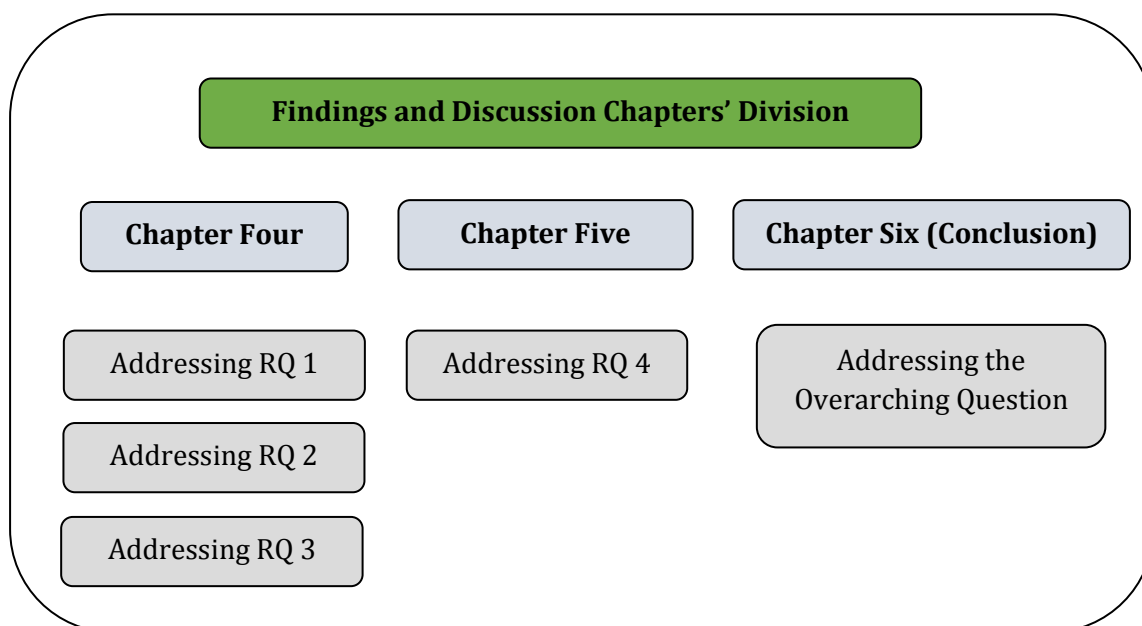 Findings and Discussion Chapters’ Division
Chapter Four
Chapter Five
Chapter Six (Conclusion)
Addressing RQ 1
Addressing RQ 4
Addressing the
Overarching Question
Addressing RQ 2
Addressing RQ 3